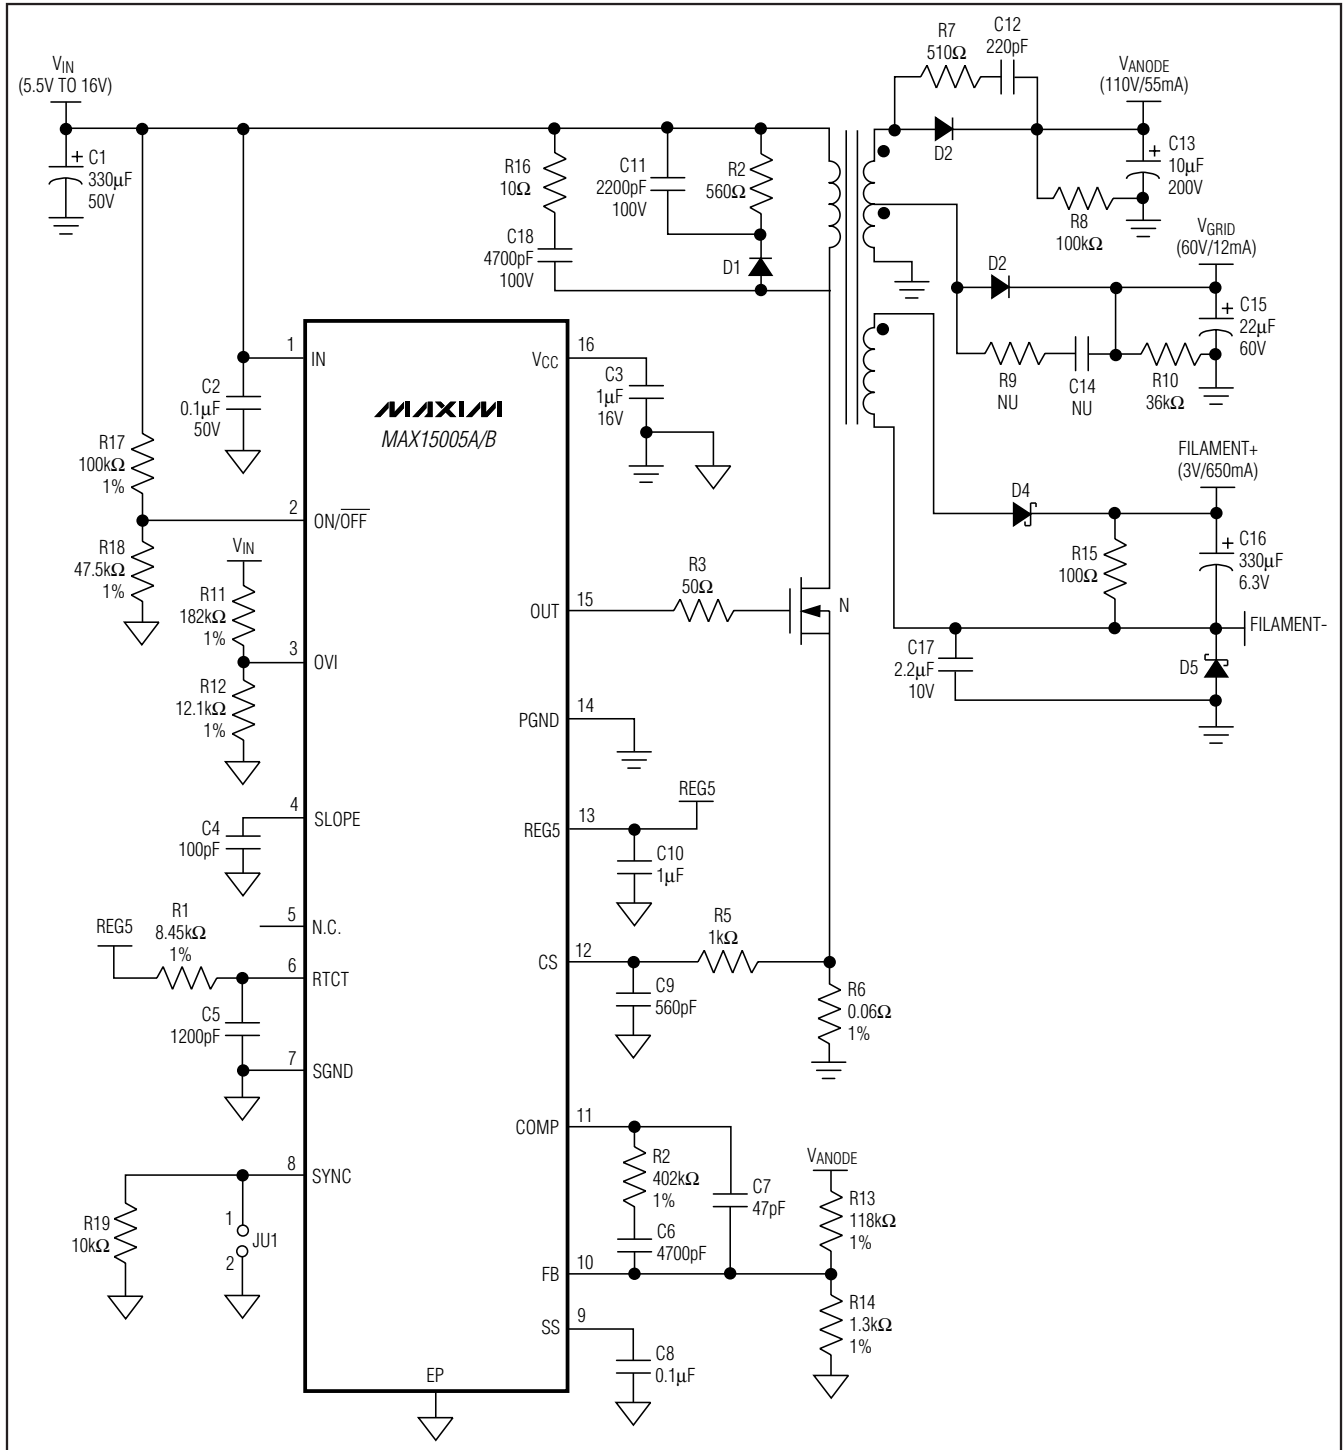 VIN
(5.5V TO 16V)
+
C1
330µF
50V
R16
10Ω
C18
4700pF
100V
C11
2200pF
100V
R2
560Ω
D1
R7
510Ω
C12
220pF
D2
VANODE
(110V/55mA)
+
C13
10µF
200V
R8
100kΩ
VGRID
(60V/12mA)
D2
+
C15
22µF
60V
R9
NU
C14
NU
R10
36kΩ
FILAMENT+
(3V/650mA)
D4
R15
100Ω
+
C16
330µF
6.3V
FILAMENT-
C17
2.2µF
10V
D5
MAXIM
MAX15005A/B
1
IN
C2
0.1µF
50V
R17
100kΩ
1%
2
ON/OFF
R18
47.5kΩ
1%
VIN
R11
182kΩ
1%
3
OVI
R12
12.1kΩ
1%
4
SLOPE
C4
100pF
5
N.C.
REG5
R1
8.45kΩ
1%
6
RTCT
C5
1200pF
7
SGND
8
SYNC
R19
10kΩ
1
JU1
2
EP
VCC
16
C3
1µF
16V
OUT
15
R3
50Ω
N
PGND
14
REG5
13
REG5
C10
1µF
CS
12
R5
1kΩ
C9
560pF
R6
0.06Ω
1%
COMP
11
R2
402kΩ
1%
C7
47pF
C6
4700pF
VANODE
R13
118kΩ
1%
FB
10
R14
1.3kΩ
1%
SS
9
C8
0.1µF